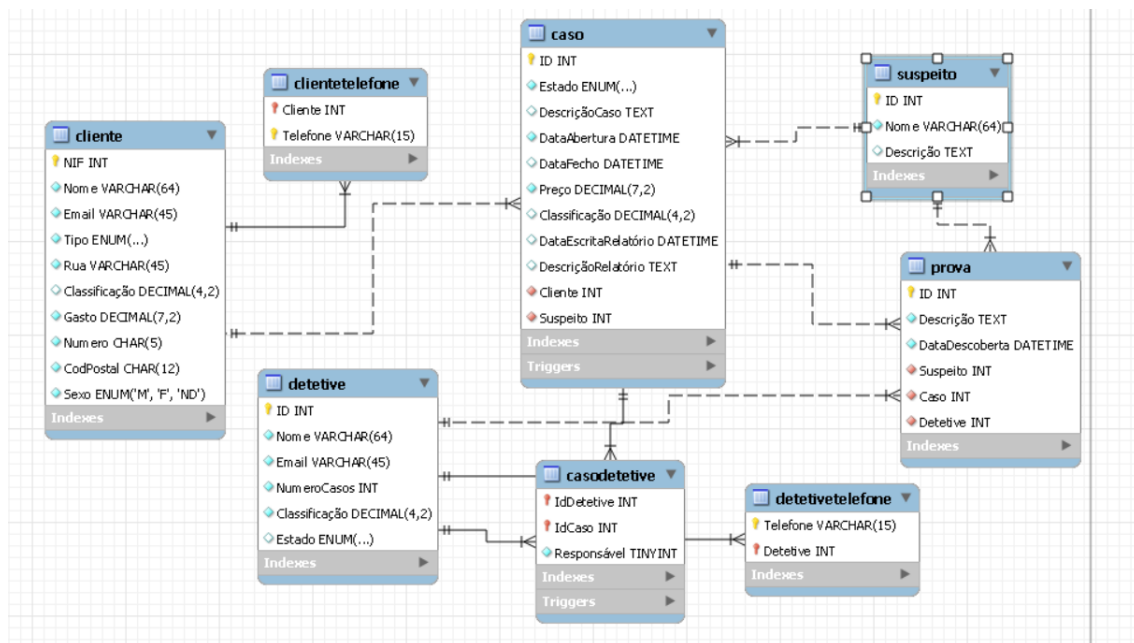 cliente
NIF INT
Nome VARCHAR(64)
Email VARCHAR(45)
Tipo ENUM(...)
Rua VARCHAR(45)
Classificação DECIMAL(4,2)
Gasto DECIMAL(7,2)
Numero CHAR(5)
CodPostal CHAR(12)
Sexo ENUM('M', 'F', 'ND')
Indexes
clientetelefone
Cliente INT
Telefone VARCHAR(15)
Indexes
caso
ID INT
Estado ENUM(...)
DescriçãoCaso TEXT
DataAbertura DATETIME
DataFecho DATETIME
Preço DECIMAL(7,2)
Classificação DECIMAL(4,2)
DataEscritaRelatório DATETIME
DescriçãoRelatório TEXT
Cliente INT
Suspeito INT
Indexes
Triggers
suspeito
ID INT
Nome VARCHAR(64)
Descrição TEXT
Indexes
prova
ID INT
Descrição TEXT
DataDescoberta DATETIME
Suspeito INT
Caso INT
Detetive INT
Indexes
detetive
ID INT
Nome VARCHAR(64)
Email VARCHAR(45)
NumeroCasos INT
Classificação DECIMAL(4,2)
Estado ENUM(...)
Indexes
casodetetive
IdDetetive INT
IdCaso INT
Responsável TINYINT
Indexes
Triggers
detetivetelefone
Telefone VARCHAR(15)
Detetive INT
Indexes